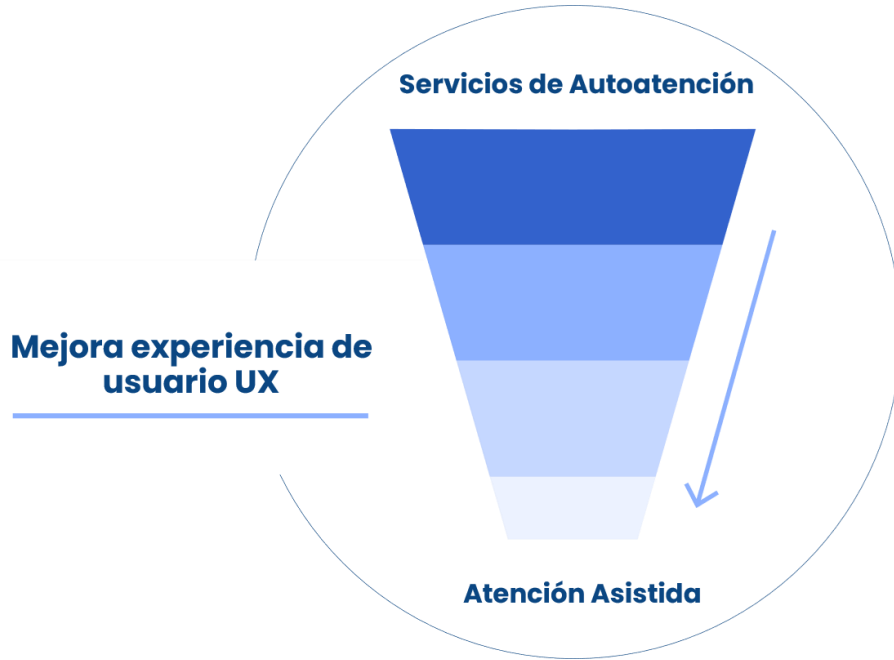 Servicios de Autoatención
Mejora experiencia de
usuario UX
Atención Asistida